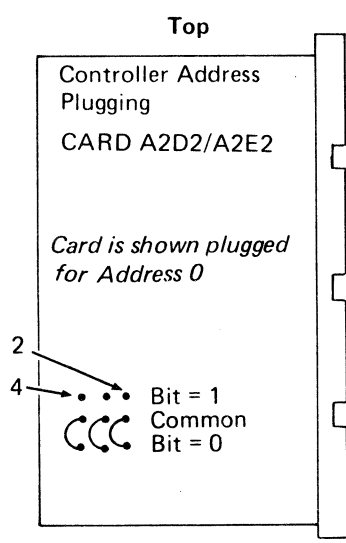 Top
Controller Address
Plugging
CARD A2D2/A2E2
Card is shown plugged
for Address 0
2
4
Bit = 1
Common
Bit = 0